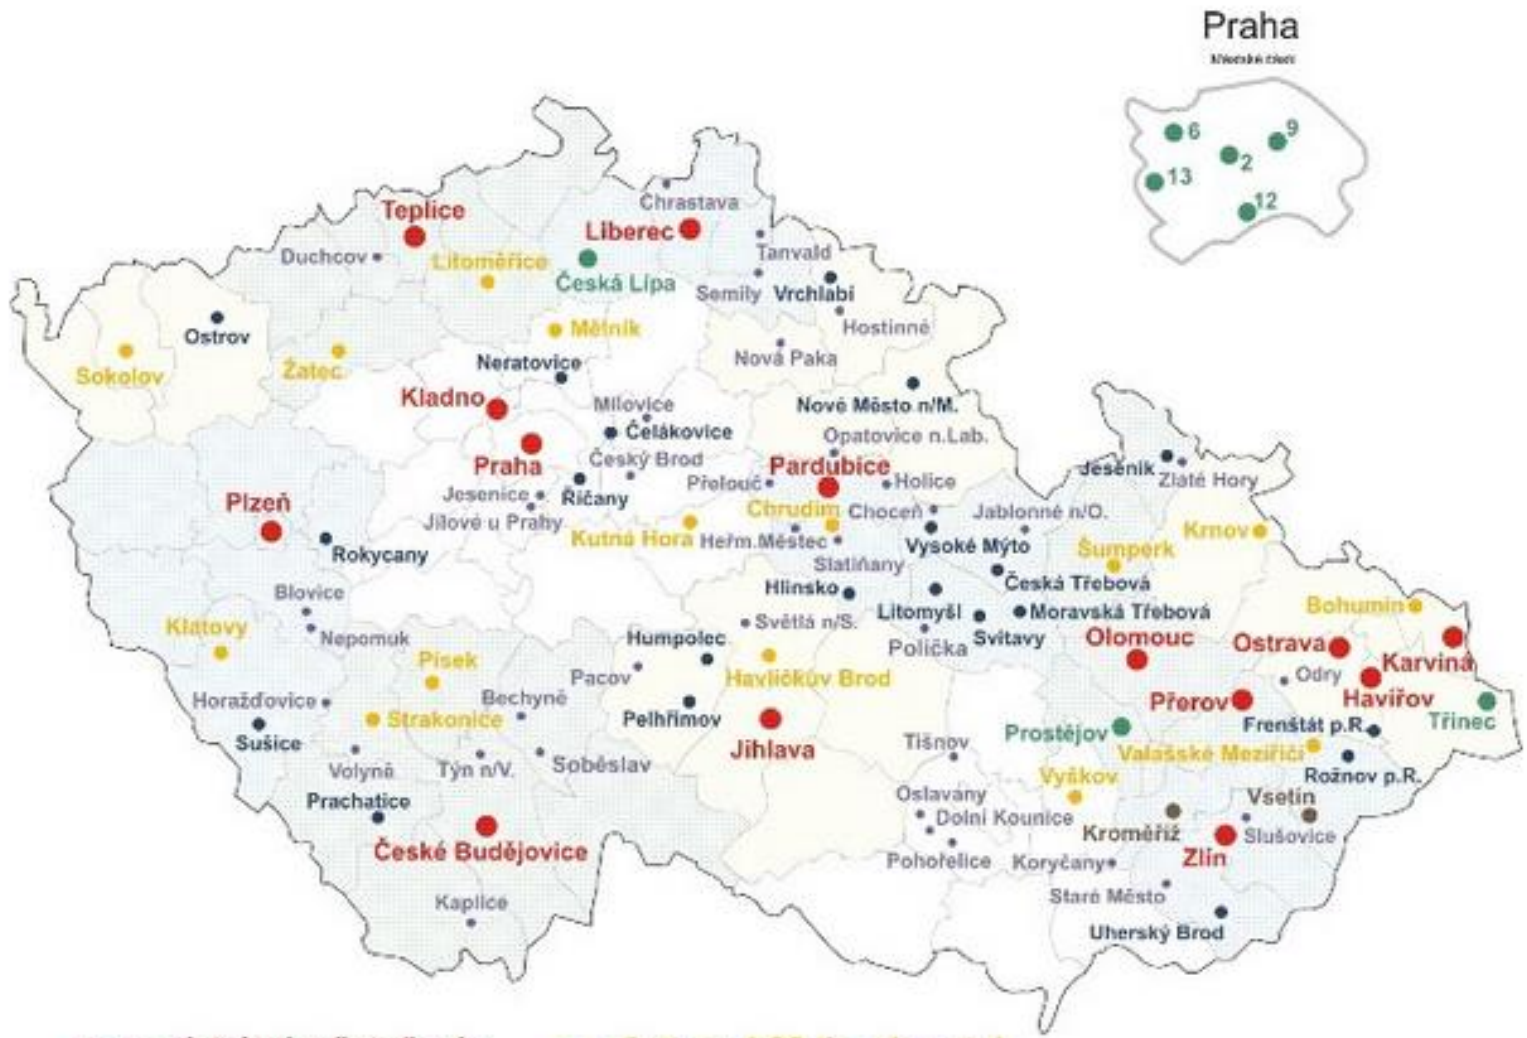 Praha
6
9
2
13
12
Chrastava
Teplice
Liberec
Duchcov
Litoměřice
Tanvald
Česká Lípa
Semily
Vrchlabí
Ostrov
Mělník
Hostinné
Nová Paka
Neratovice
Sokolov
Žatec
Kladno
Milovice
Nové Město n/M.
Čelákovice
Opatovice n.Lab.
Praha
Český Brod
Pardubice
Jeseník
Zlaté Hory
Přelouč
Holice
Jesenice
Říčany
Plzeň
Jílové u Prahy
Chrudim
Choceň
Jablonné n/O.
Krnov
Kutná Hora
Heřm.Městec
Vysoké Mýto
Šumperk
Rokycany
Slatiňany
Česká Třebová
Blovice
Hlinsko
Litomyšl
Moravská Třebová
Bohumín
Klatovy
Nepomuk
Světlá n/S.
Humpolec
Polička
Svitavy
Olomouc
Ostrava
Karviná
Písek
Pacov
Havlíčkův Brod
Odry
Havířov
Horažďovice
Bechyně
Přerov
Strakonice
Pelhřimov
Třinec
Sušice
Jihlava
Tišnov
Prostějov
Frenštát p.R.
Valašské Meziříčí
Volyně
Týn n/V.
Soběslav
Vyškov
Rožnov p.R.
Prachatice
Oslavany
Vsetín
Dolní Kounice
Kroměříž
Slušovice
České Budějovice
Pohořelice
Koryčany
Zlín
Staré Město
Kaplice
Uherský Brod